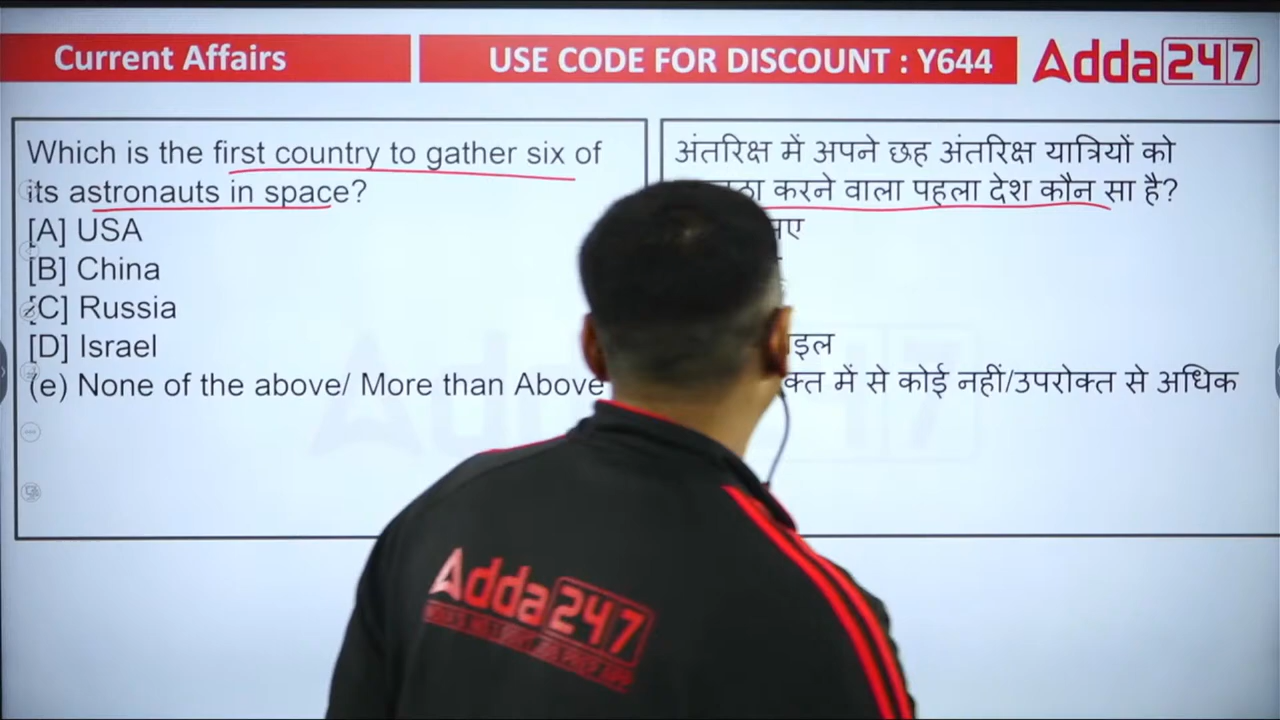 Current Affairs
USE CODE FOR DISCOUNT : Y644
Adda247
Which is the first country to gather six of
its astronauts in space?
[A] USA
[B] China
[C] Russia
[D] Israel
(e) None of the above/ More than Above
अंतरिक्ष में अपने छह अंतरिक्ष यात्रियों को
करने वाला पहला देश कौन सा है?
में से कोई नहीं/उपरोक्त से अधिक
Adda247